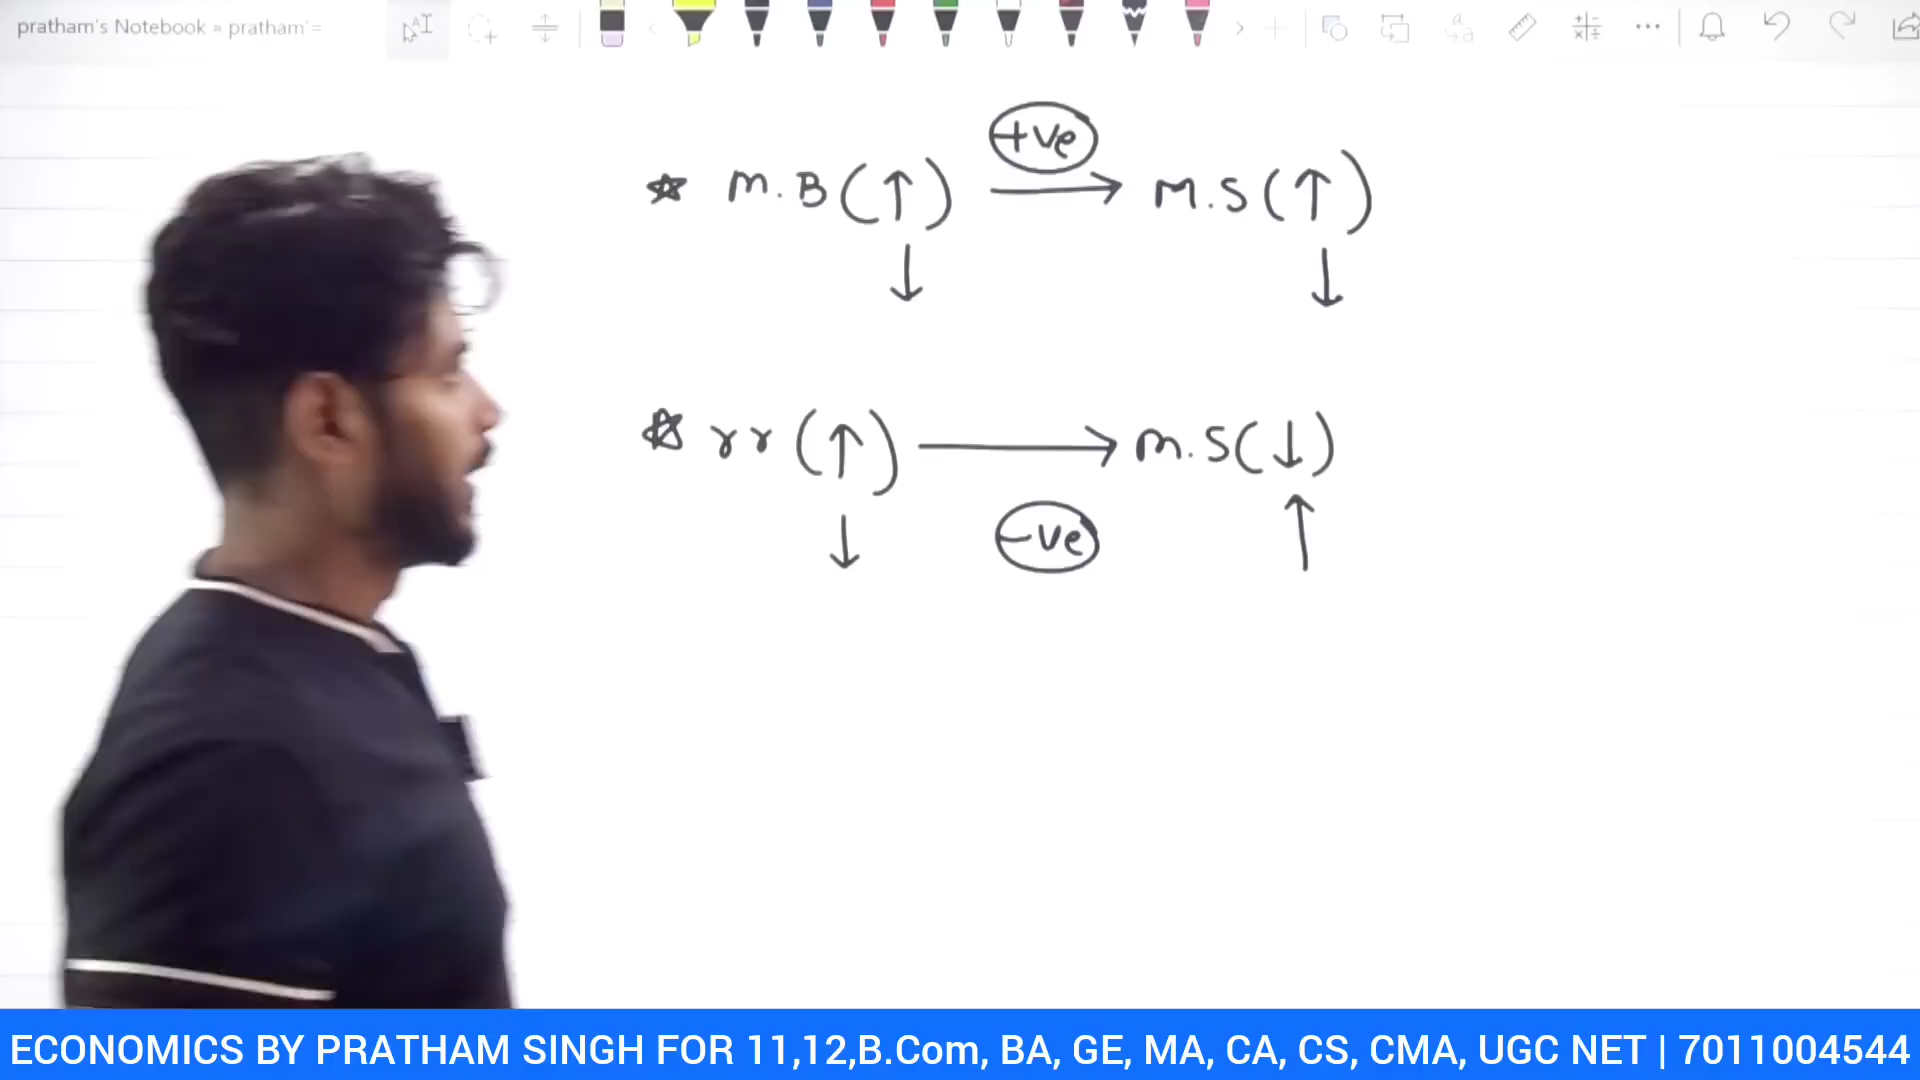 pratham's Notebook » pratham'=
+ve
☆ M.B(↑) → M.S(↑)
↓ ↓
☆ rr(↑) → M.S(↓)
↓ -ve ↑
ECONOMICS BY PRATHAM SINGH FOR 11,12,B.Com, BA, GE, MA, CA, CS, CMA, UGC NET | 7011004544